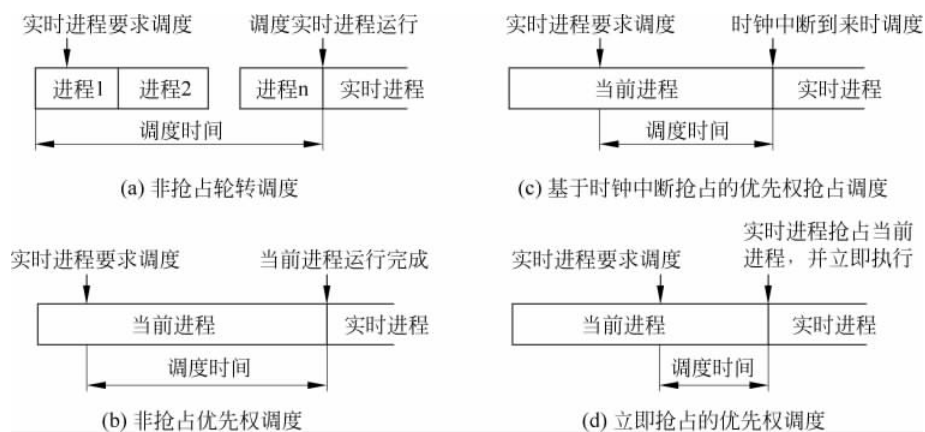 实时进程要求调度
调度实时进程运行
进程1
进程2
进程n
实时进程
调度时间
(a) 非抢占轮转调度
实时进程要求调度
时钟中断到来时调度
当前进程
实时进程
调度时间
(c) 基于时钟中断抢占的优先权抢占调度
实时进程要求调度
当前进程运行完成
当前进程
实时进程
调度时间
(b) 非抢占优先权调度
实时进程要求调度
实时进程抢占当前
进程，并立即执行
当前进程
实时进程
调度时间
(d) 立即抢占的优先权调度